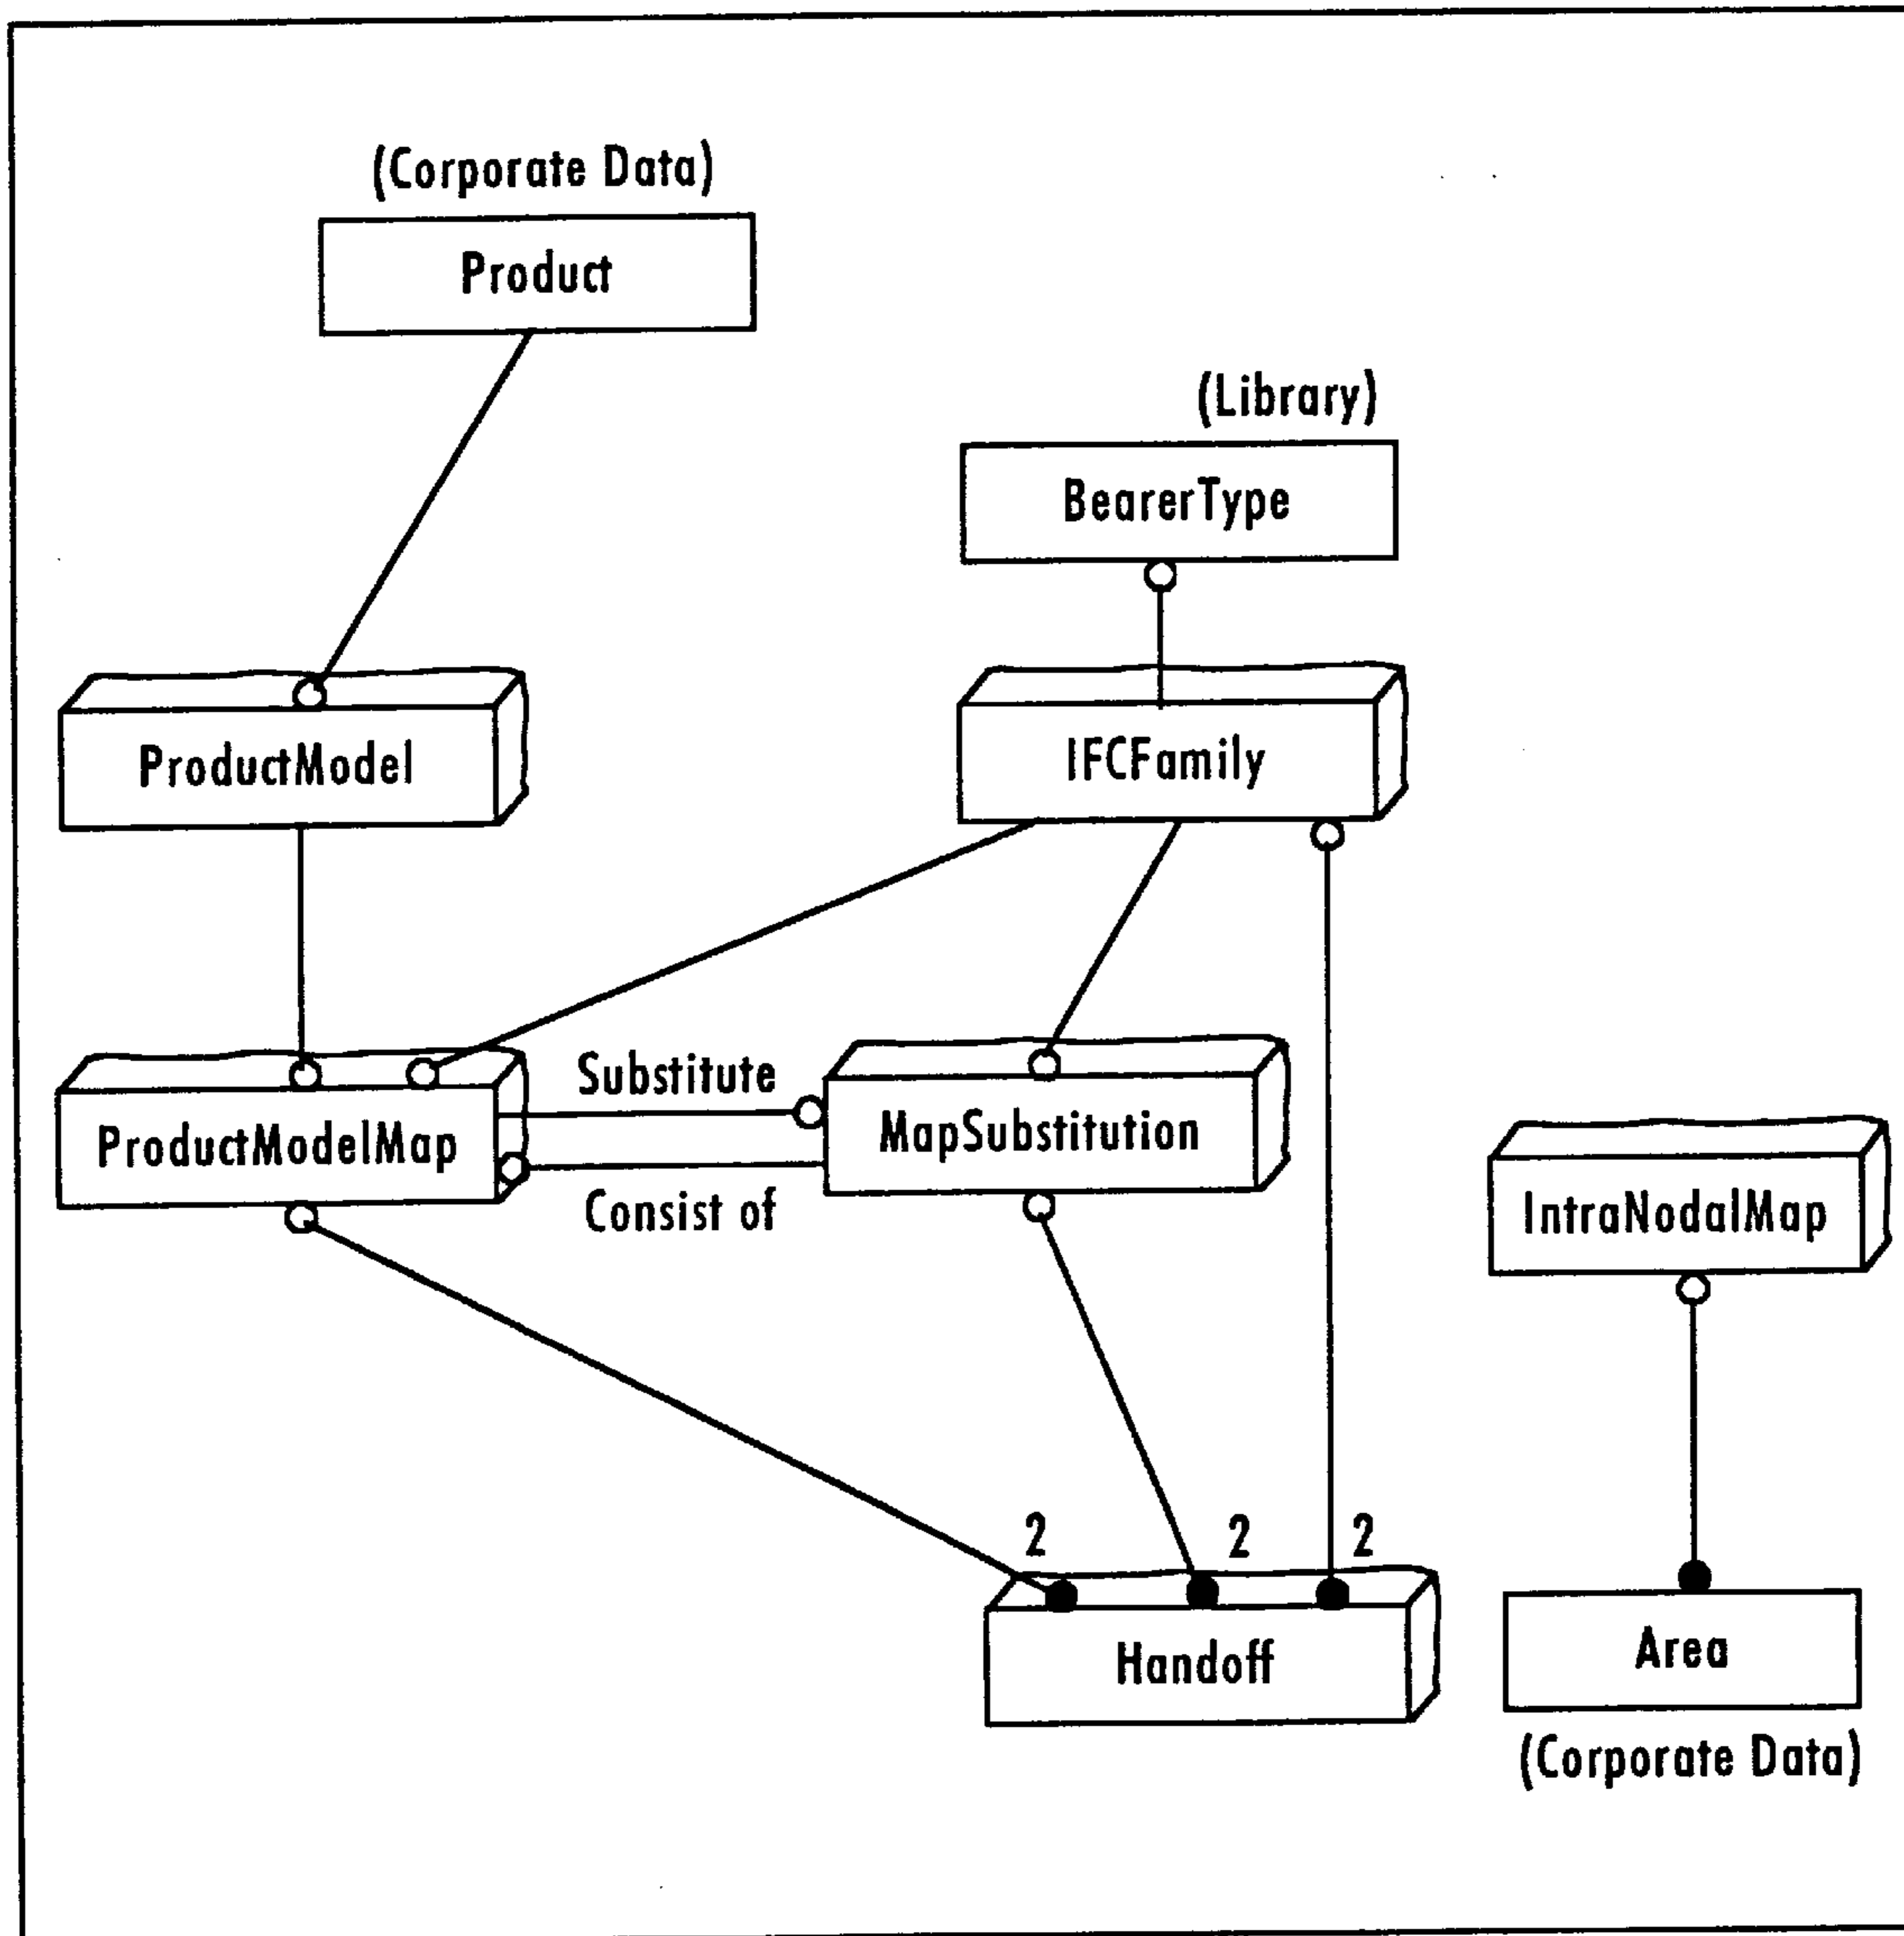 (Corporate Data)
Product
(Library)
BearerType
ProductModel
IFCFamily
Substitute
ProductModelMap
MapSubstitution
Consist of
IntraNodalMap
2
2
2
Handoff
Area
(Corporate Data)